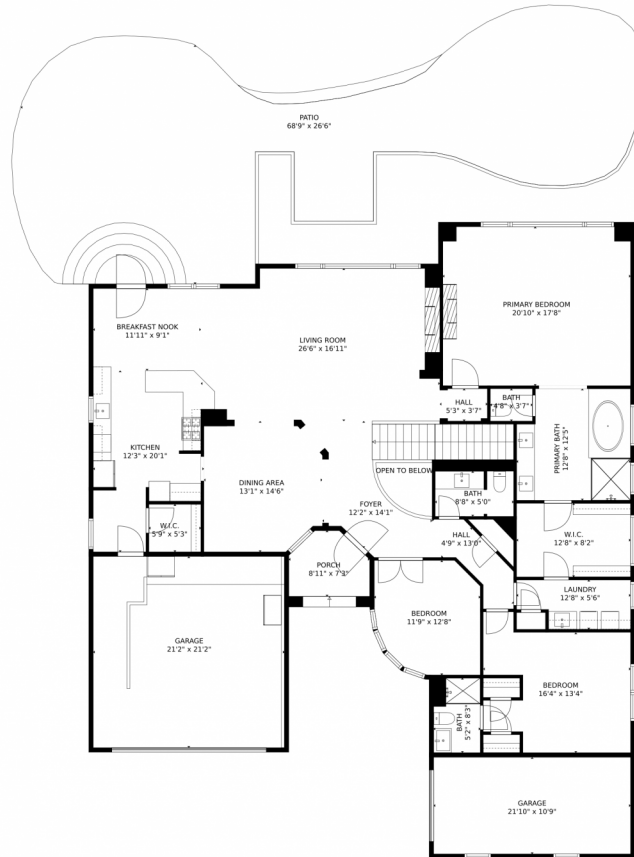 PATIO
68'9" x 26'6"
PRIMARY BEDROOM
20'10" x 17'8"
BREAKFAST NOOK
11'11" x 9'1"
LIVING ROOM
26'6" x 16'11"
HALL
5'3" x 3'7"
BATH
4'8" x 3'7"
PRIMARY BATH
12'8" x 12'5"
KITCHEN
12'3" x 20'1"
OPEN TO BELOW
DINING AREA
13'1" x 14'6"
BATH
8'8" x 5'0"
FOYER
12'2" x 14'1"
W.I.C.
5'9" x 5'3"
HALL
4'9" x 13'0"
W.I.C.
12'8" x 8'2"
PORCH
8'11" x 7'3"
LAUNDRY
12'8" x 5'6"
BEDROOM
11'9" x 12'8"
GARAGE
21'2" x 21'2"
BEDROOM
16'4" x 13'4"
BATH
5'2" x 8'3"
GARAGE
21'10" x 10'9"